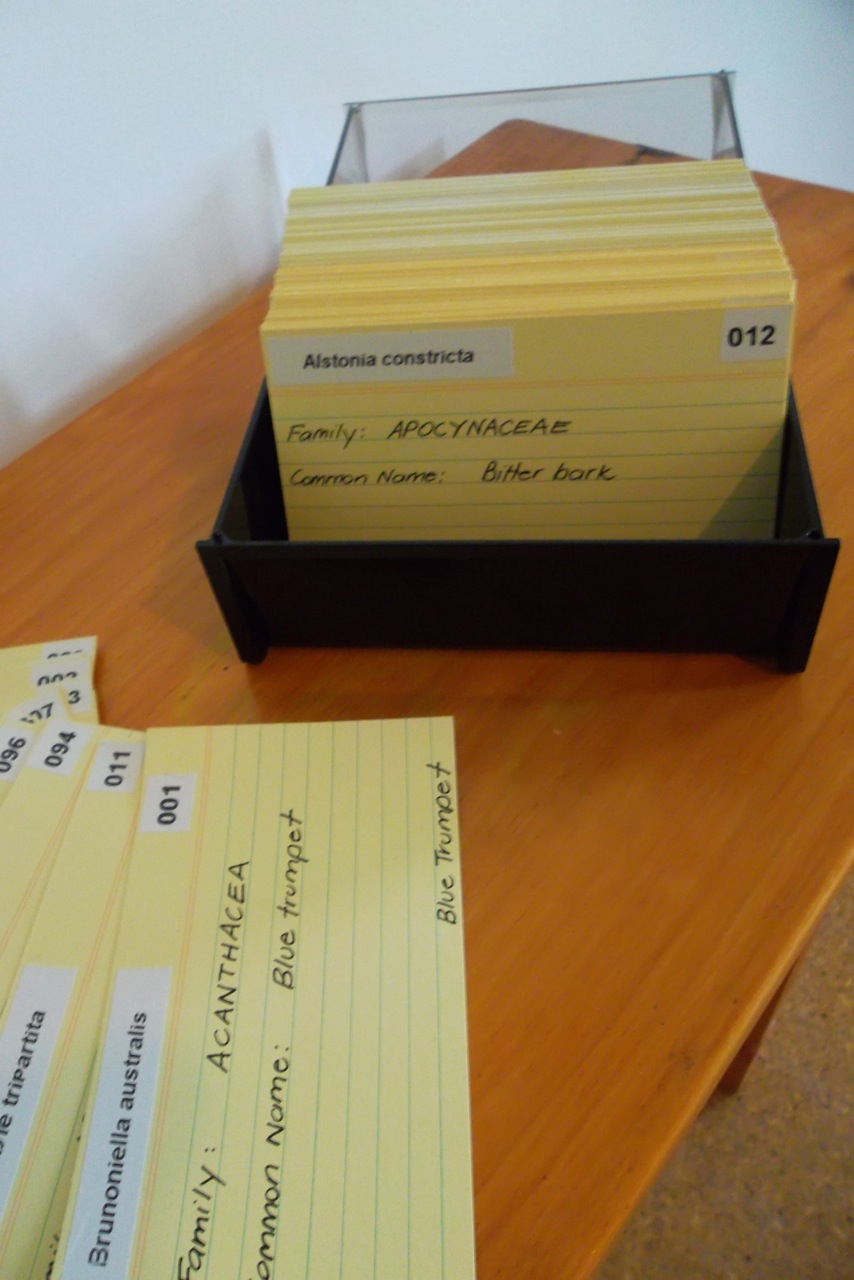 Alstonia constricta
012
Family: APOCYNACEAE
Common Name: Bitter bark
096
094
011
001
tripartita
Brunoniella australis
Family: ACANTHACEA
Name: Blue trumpet
Blue Trumpet